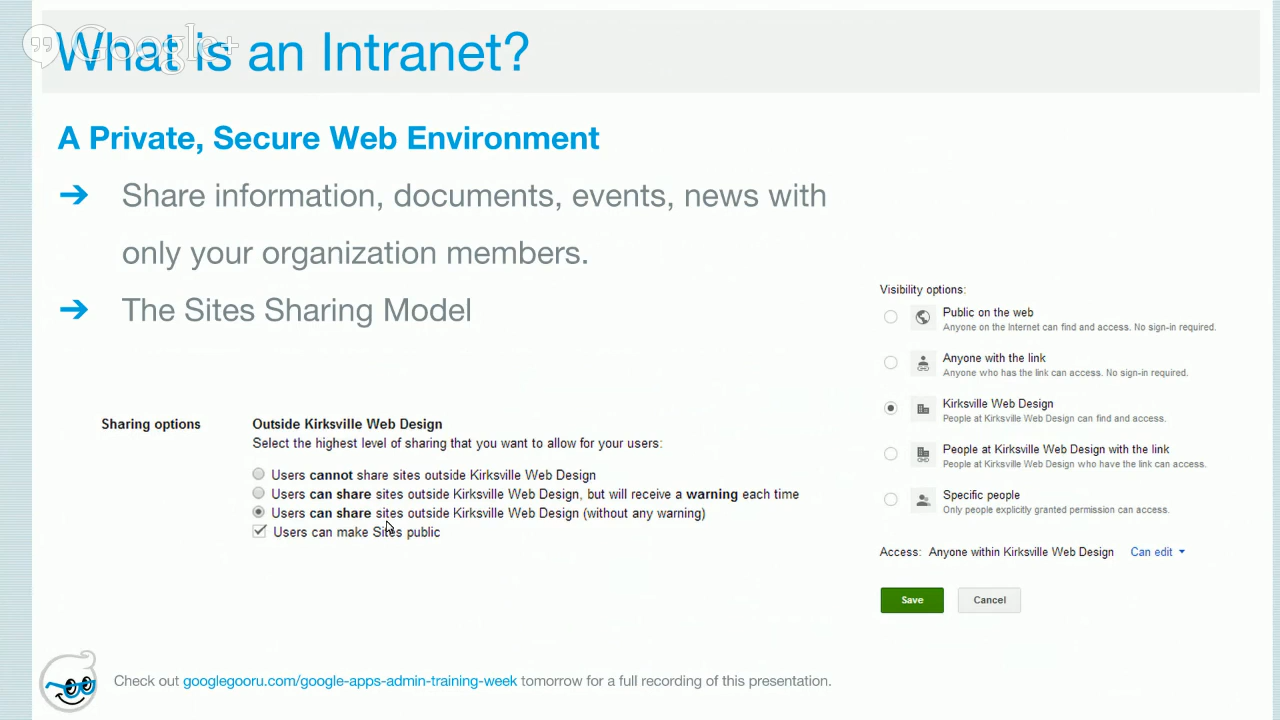 Google+
What is an Intranet?
A Private, Secure Web Environment
➔ Share information, documents, events, news with
only your organization members.
➔ The Sites Sharing Model
Sharing options
Outside Kirksville Web Design
Select the highest level of sharing that you want to allow for your users:
Users cannot share sites outside Kirksville Web Design
Users can share sites outside Kirksville Web Design, but will receive a warning each time
Users can share sites outside Kirksville Web Design (without any warning)
Users can make Sites public
Visibility options:
Public on the web
Anyone on the Internet can find and access. No sign-in required.
Anyone with the link
Anyone who has the link can access. No sign-in required.
Kirksville Web Design
People at Kirksville Web Design can find and access.
People at Kirksville Web Design with the link
People at Kirksville Web Design who have the link can access.
Specific people
Only people explicitly granted permission can access.
Access: Anyone within Kirksville Web Design Can edit
Save Cancel
Check out googlegooru.com/google-apps-admin-training-week tomorrow for a full recording of this presentation.